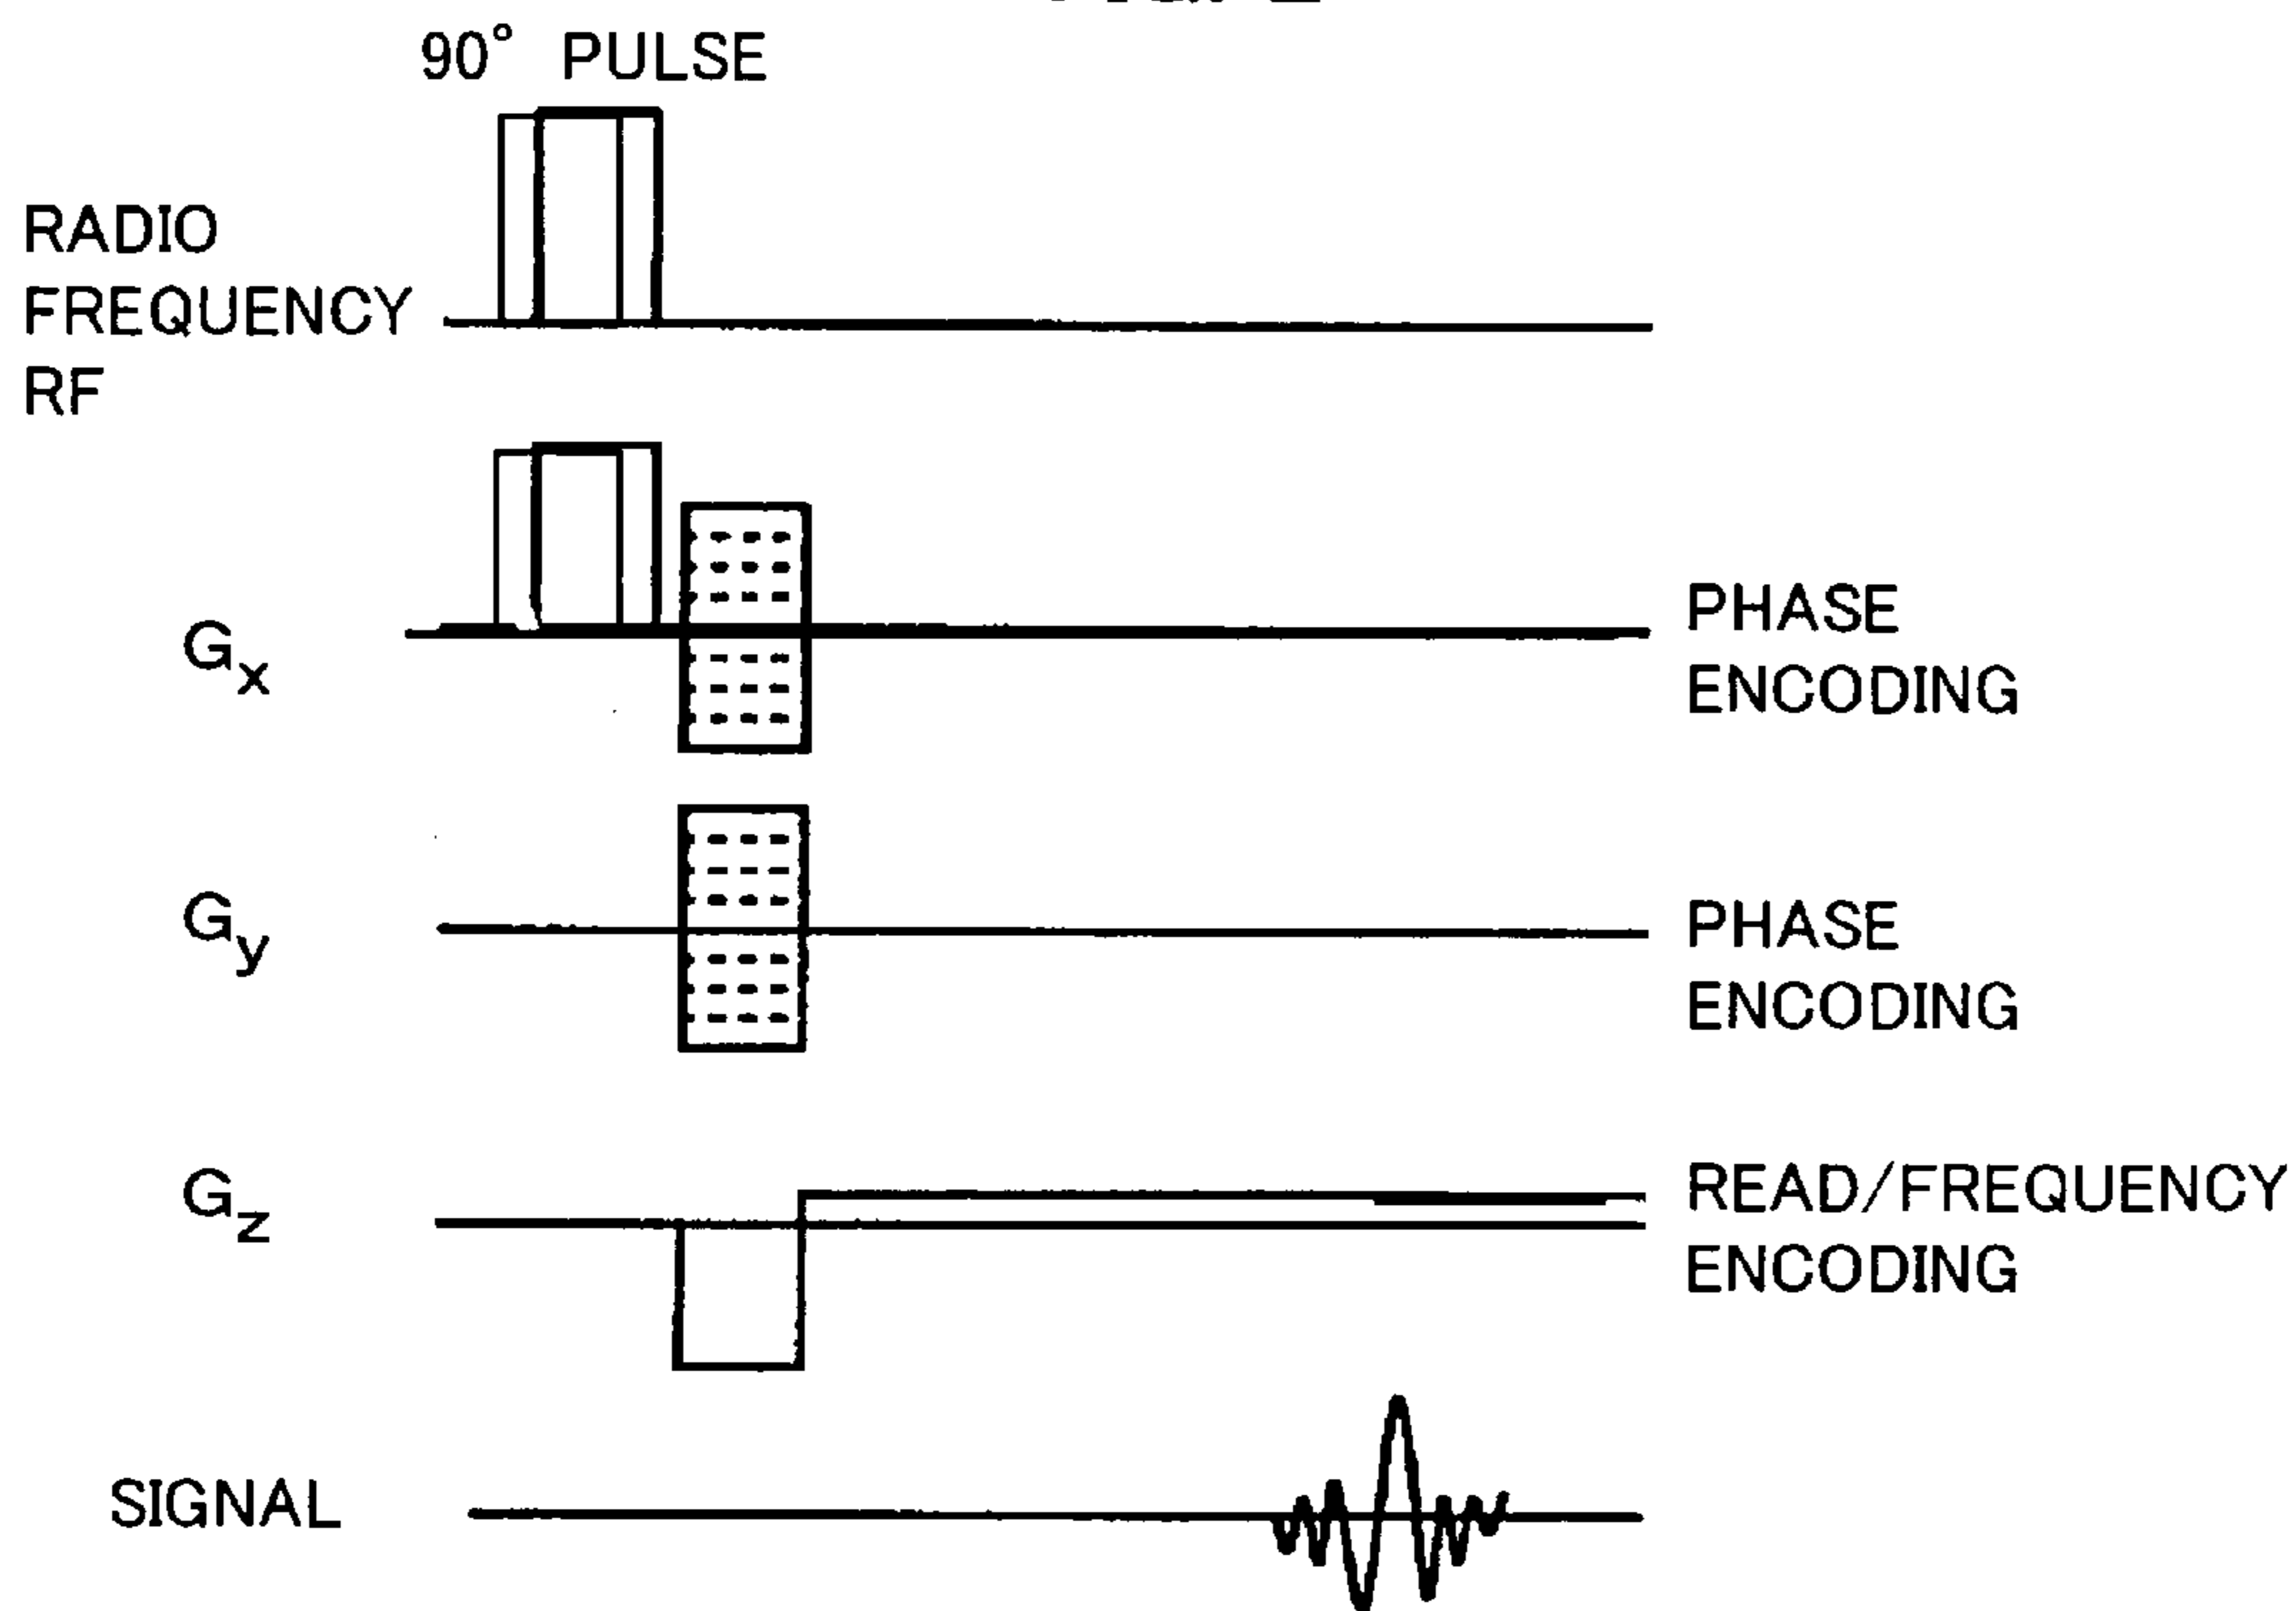 90° PULSE
RADIO
FREQUENCY
RF
Gx
PHASE
ENCODING
Gy
PHASE
ENCODING
Gz
READ/FREQUENCY
ENCODING
SIGNAL